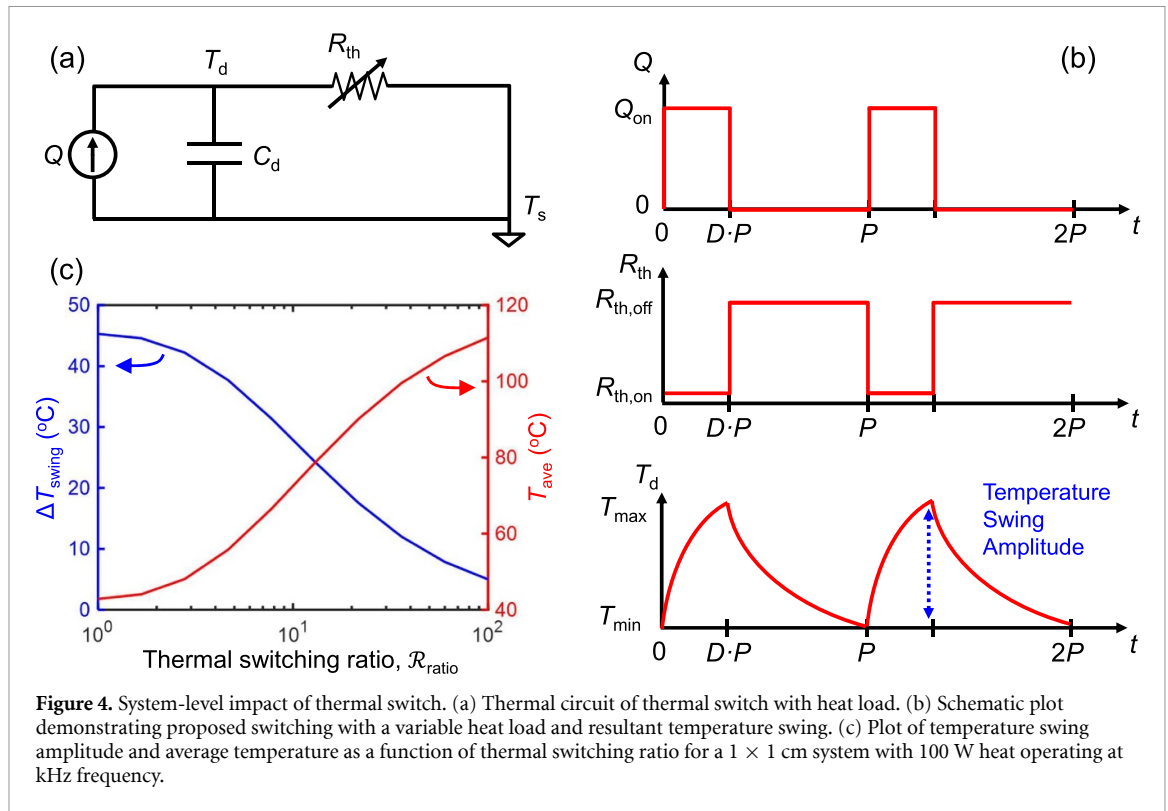 (a)
T_d
R_th
Q
C_d
T_s
(b)
Q
Q_on
0
0
D·P
P
2P
t
R_th
R_th,off
R_th,on
0
D·P
P
2P
t
T_d
T_max
T_min
Temperature
Swing
Amplitude
0
D·P
P
2P
t
(c)
50
40
30
20
10
0
ΔT_swing (°C)
120
100
80
60
40
T_ave (°C)
10^0
10^1
10^2
Thermal switching ratio, ℛ_ratio
Figure 4. System-level impact of thermal switch. (a) Thermal circuit of thermal switch with heat load. (b) Schematic plot
demonstrating proposed switching with a variable heat load and resultant temperature swing. (c) Plot of temperature swing
amplitude and average temperature as a function of thermal switching ratio for a 1 × 1 cm system with 100 W heat operating at
kHz frequency.